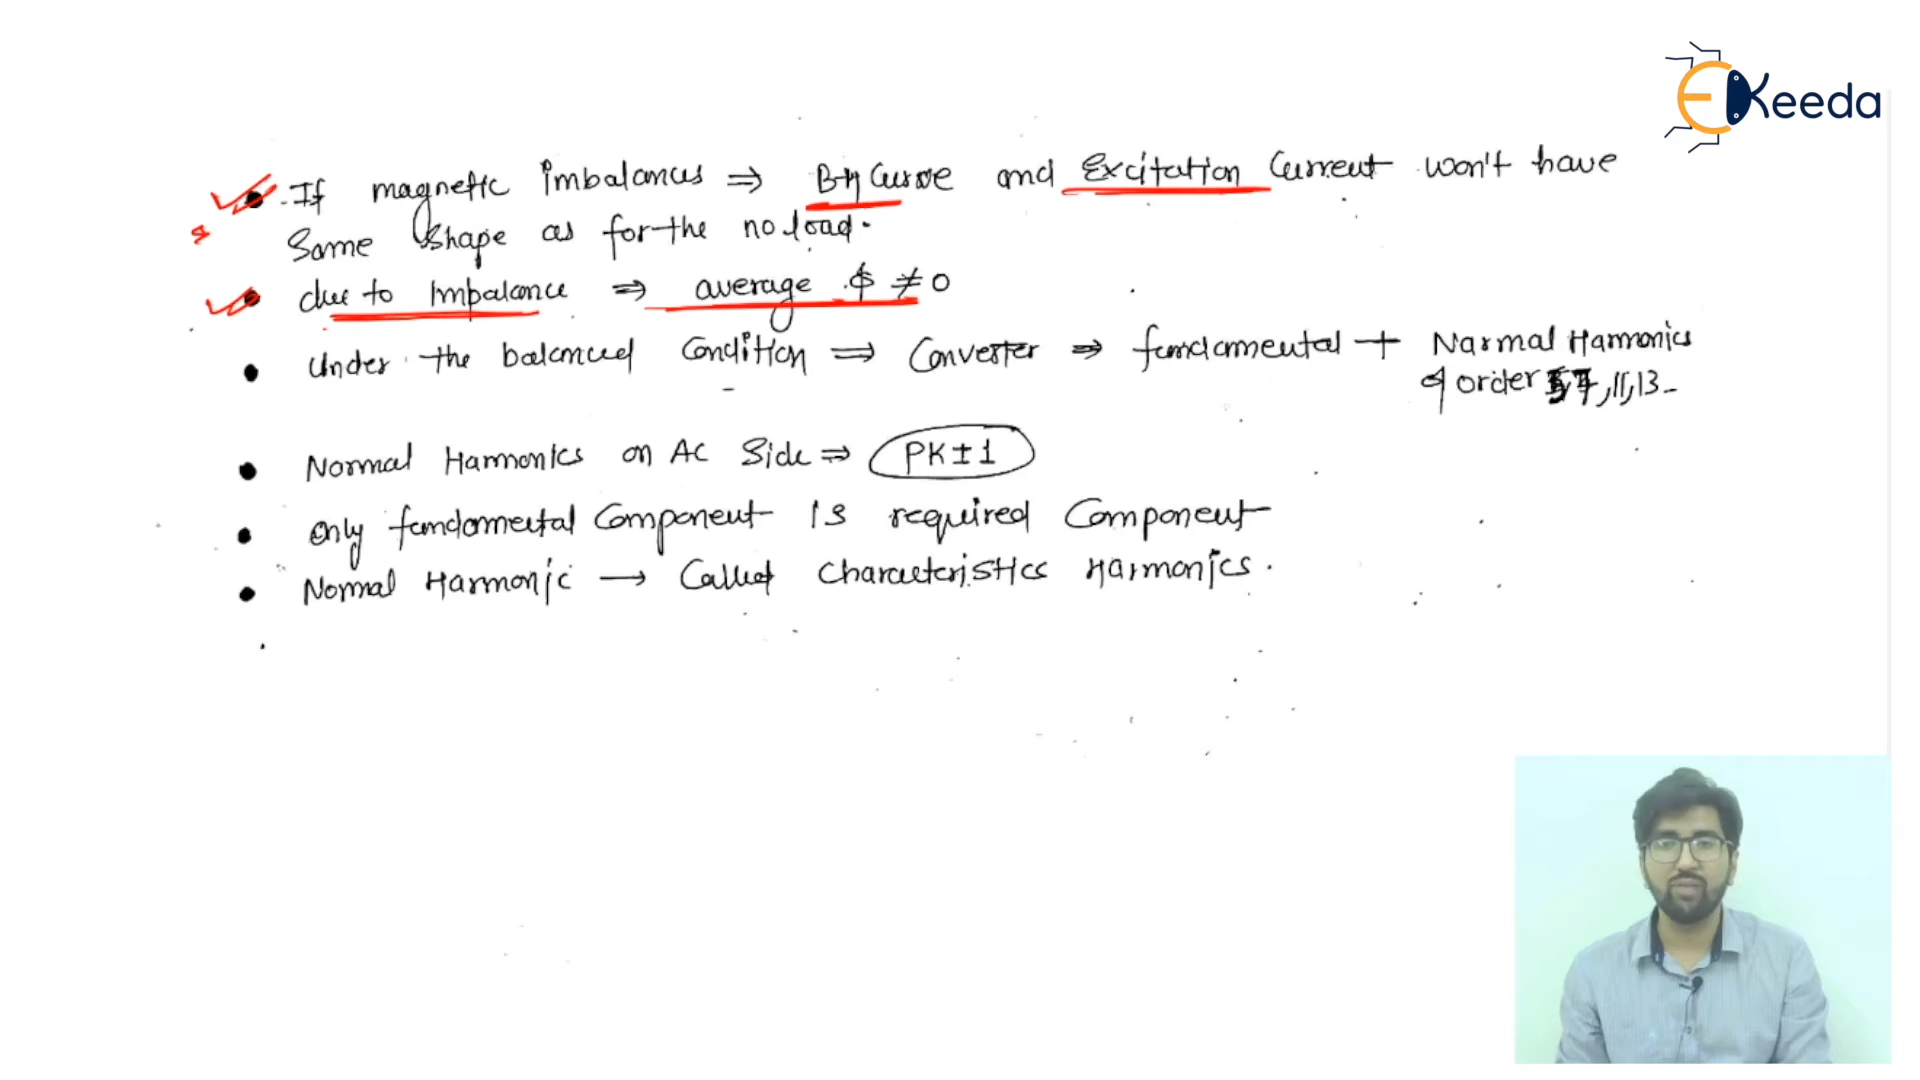 EKeeda
• If magnetic imbalances ⇒ B-H Curve and Excitation Current won't have
Same shape as for the no load.
• due to Imbalance ⇒ average ϕ ≠ 0
• Under the balanced Condition ⇒ Converter ⇒ fundamental + Normal Harmonics
of order 5, 7, 11, 13 -
• Normal Harmonics on AC Side ⇒ PK ± 1
• Only fundamental Component is required Component
• Normal Harmonic → Called Characteristics Harmonics.